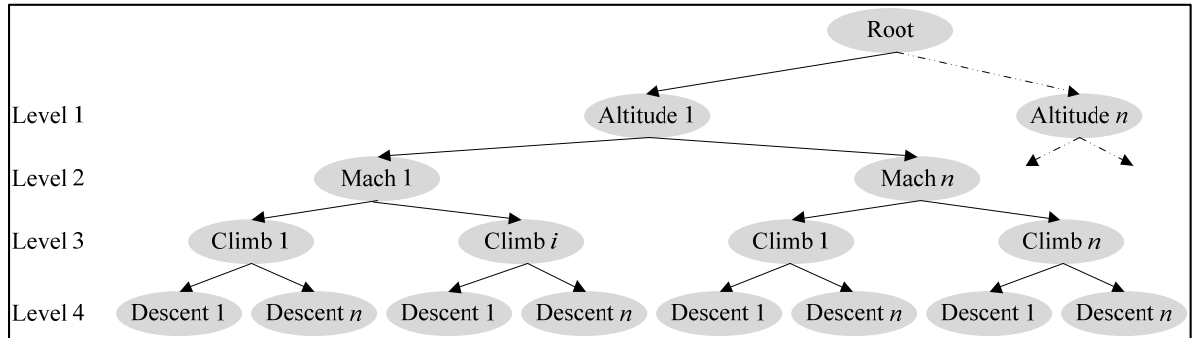 Root
Level 1 Altitude 1 Altitude n
Level 2 Mach 1 Mach n
Level 3 Climb 1 Climb i Climb 1 Climb n
Level 4 Descent 1 Descent n Descent 1 Descent n Descent 1 Descent n Descent 1 Descent n